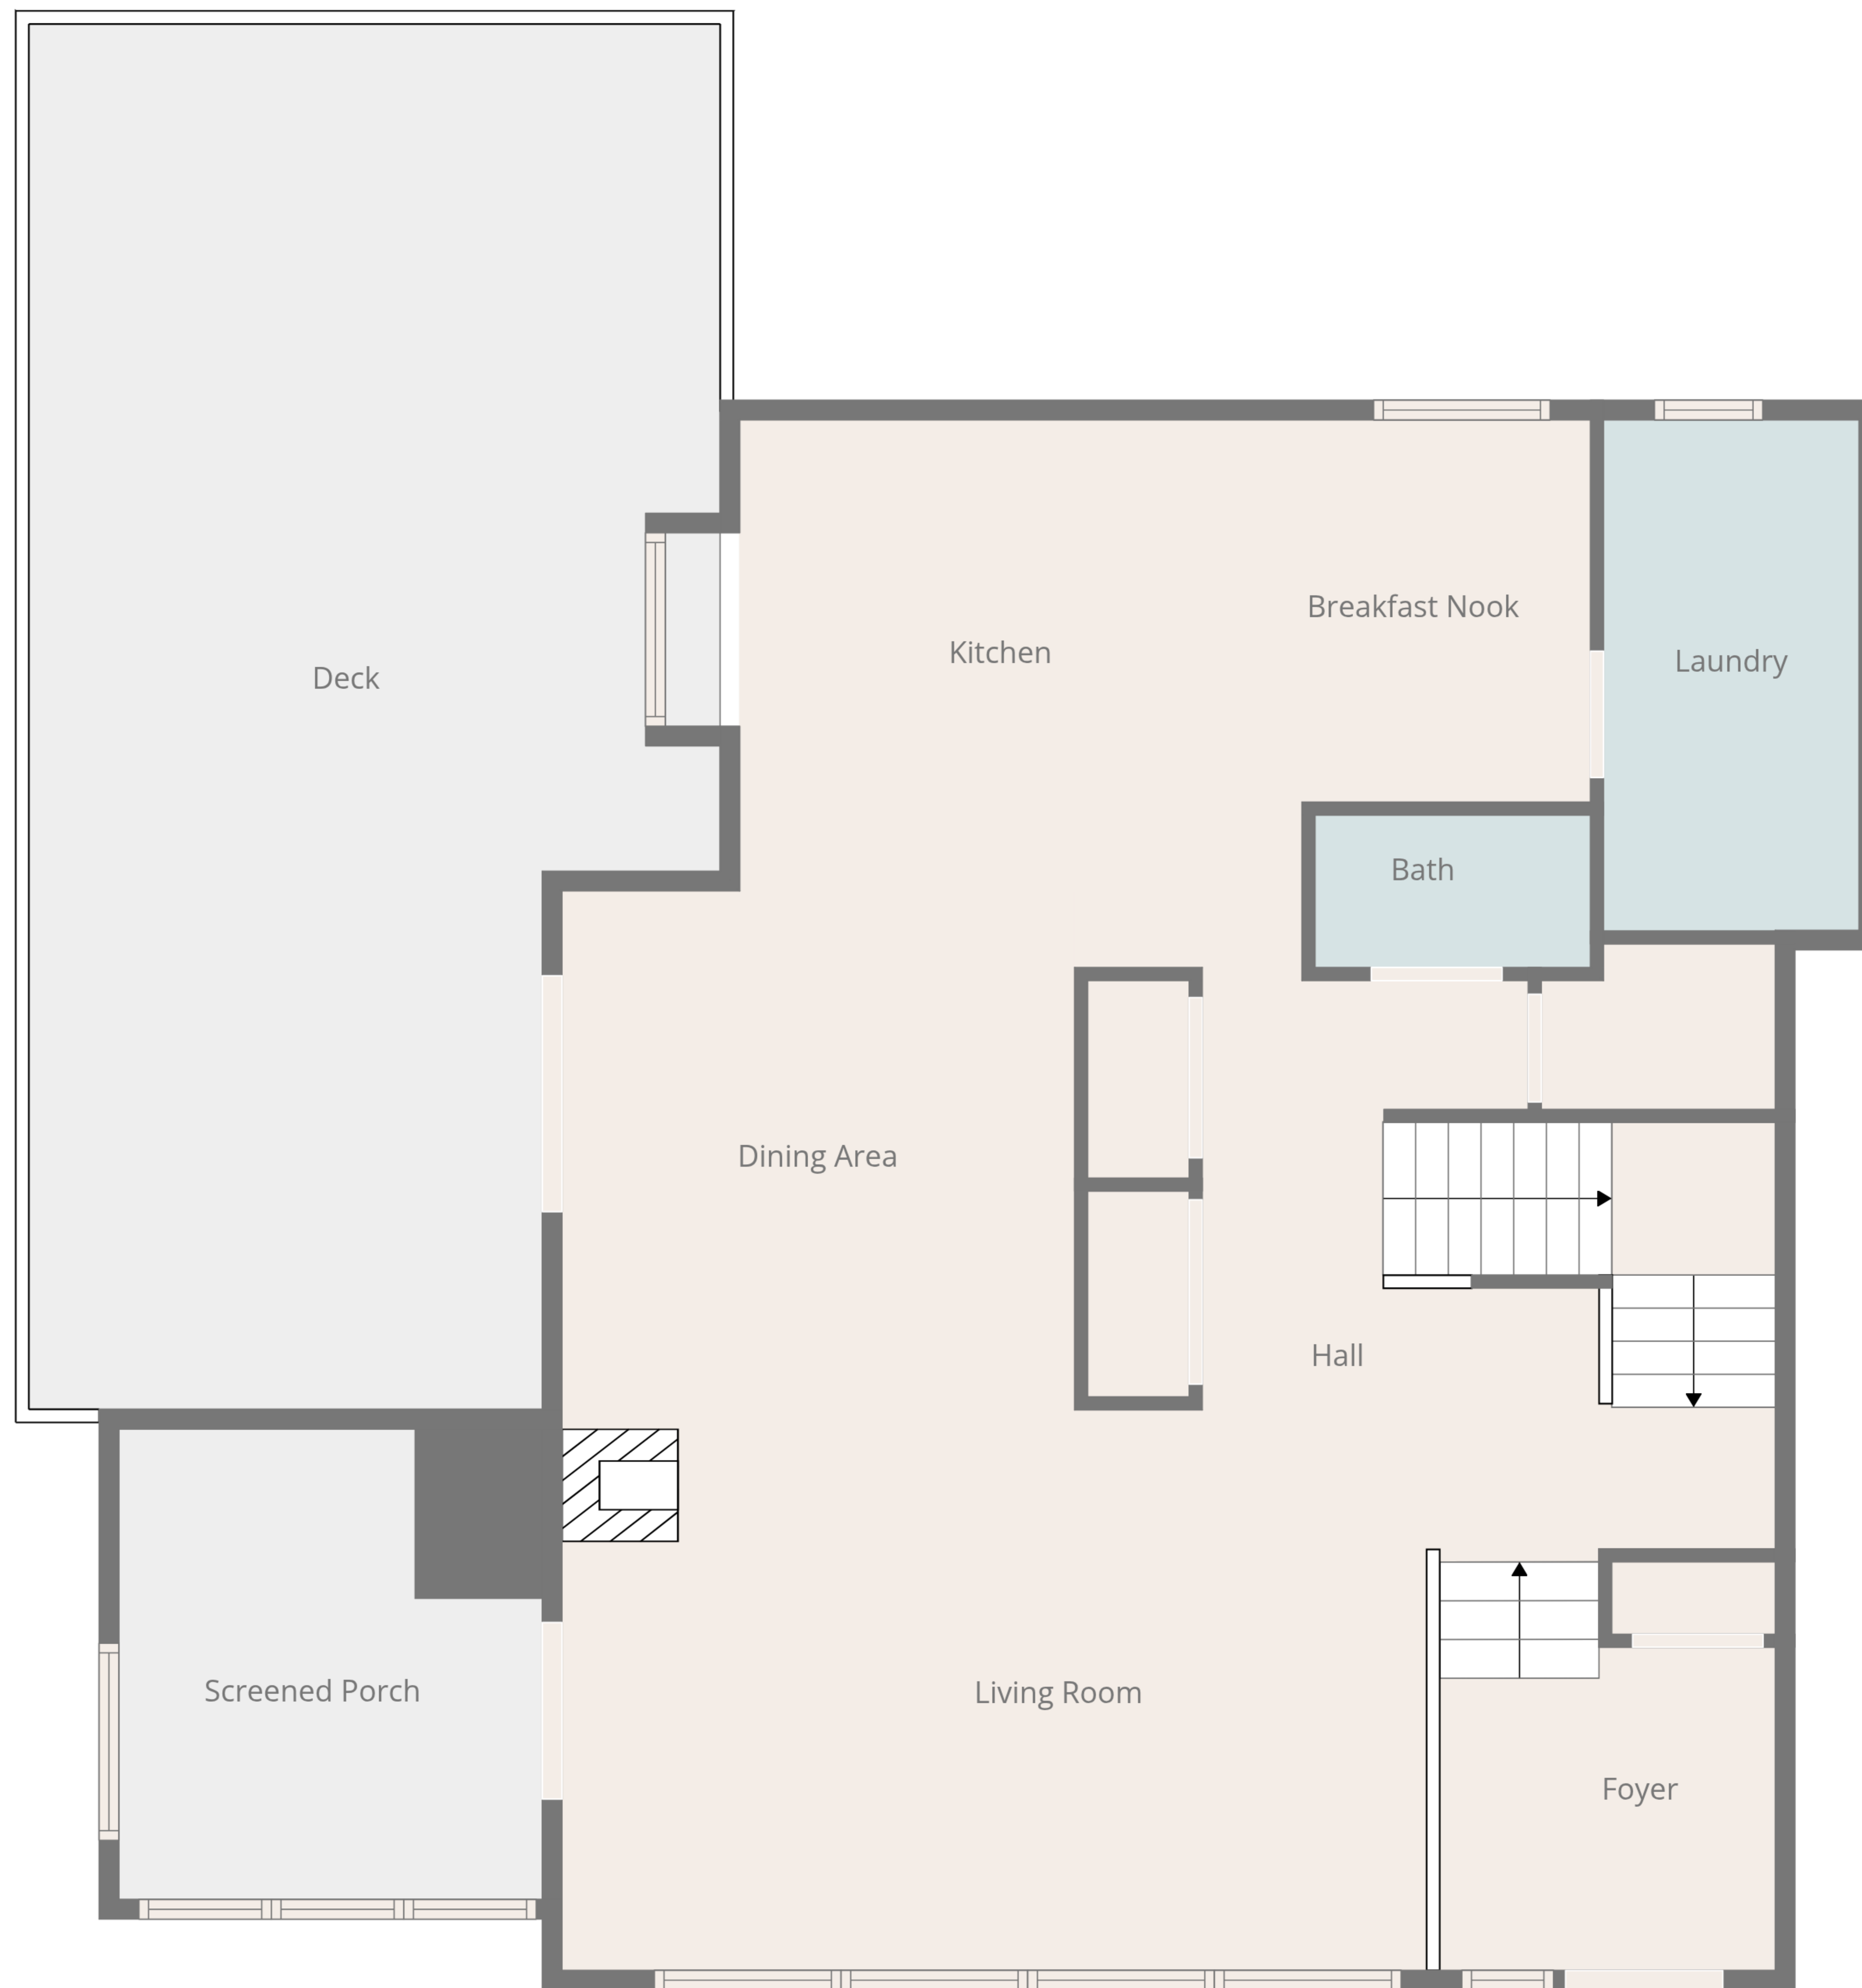 Breakfast Nook
Kitchen
Laundry
Deck
Bath
Dining Area
Hall
Screened Porch
Living Room
Foyer